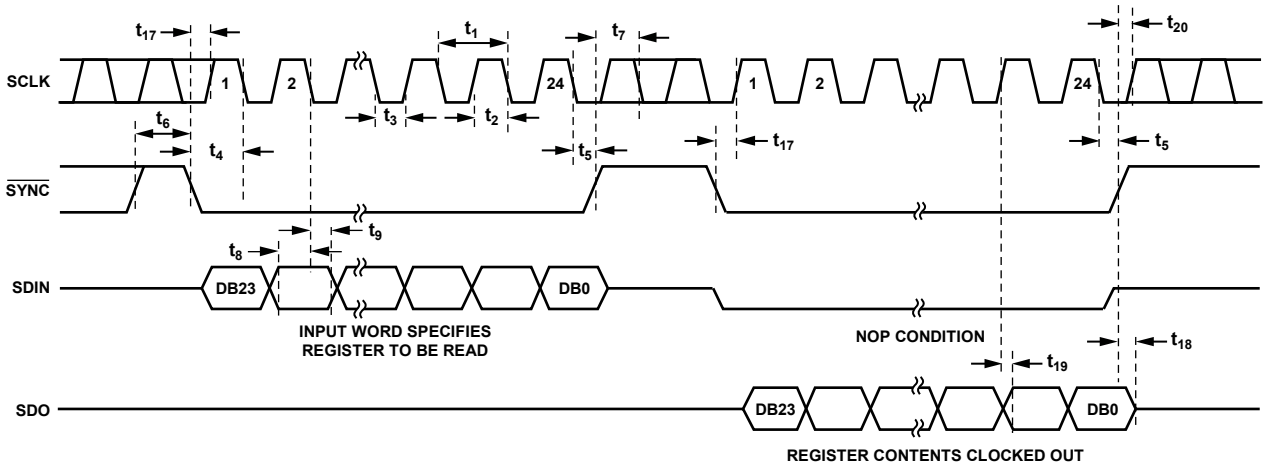 t17
t1
t7
t20
SCLK
1
2
24
1
2
24
t3
t2
t6
t4
t5
t17
t5
SYNC
t8
t9
SDIN
DB23
DB0
INPUT WORD SPECIFIES
REGISTER TO BE READ
NOP CONDITION
t19
t18
SDO
DB23
DB0
REGISTER CONTENTS CLOCKED OUT